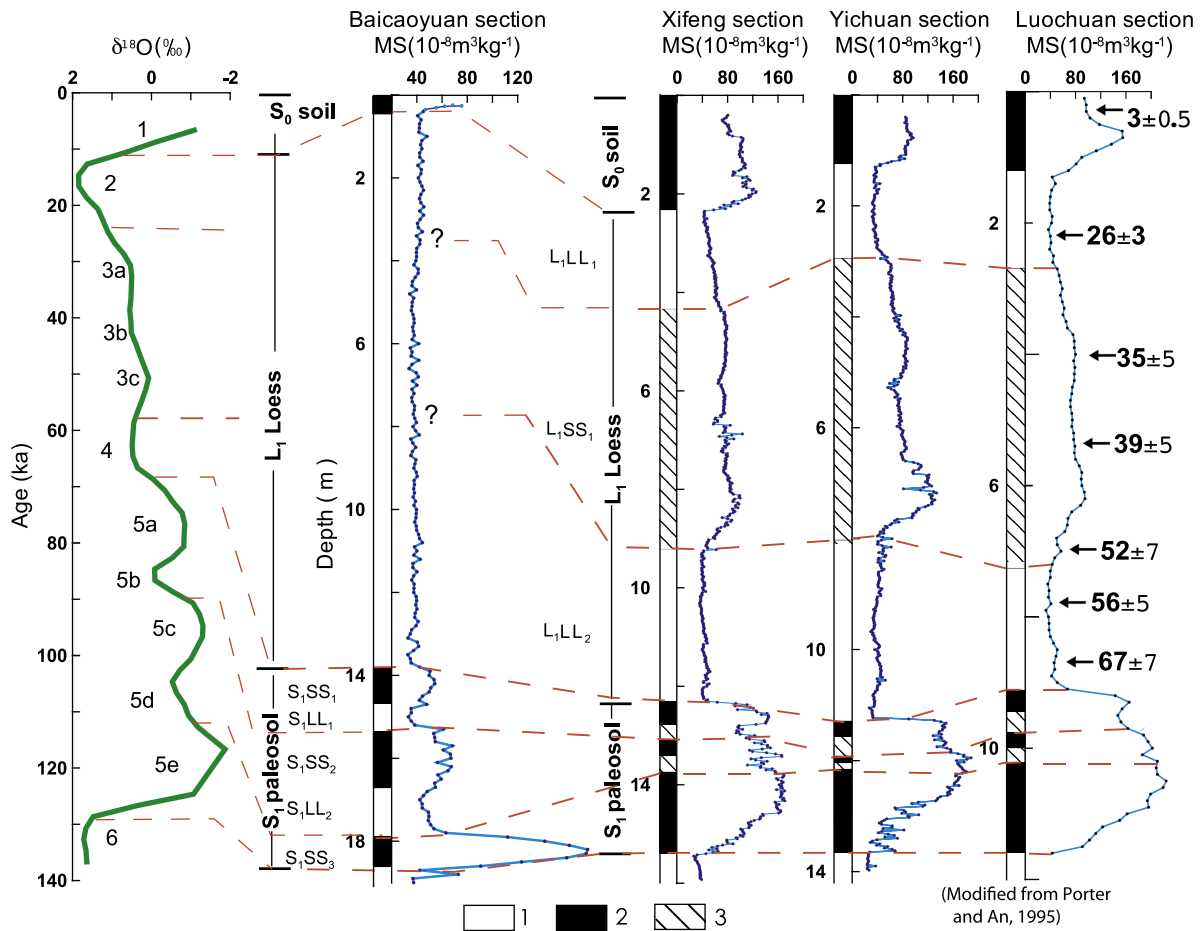 Baicaoyuan section
MS(10⁻⁸m³kg⁻¹)
Xifeng section
MS(10⁻⁸m³kg⁻¹)
Yichuan section
MS(10⁻⁸m³kg⁻¹)
Luochuan section
MS(10⁻⁸m³kg⁻¹)
δ¹⁸O(‰)
2 0 -2
40 80 120
0 80 160
0 80 160
0 80 160
Age (ka)
0
20
40
60
80
100
120
140
1
2
3a
3b
3c
4
5a
5b
5c
5d
5e
6
S₀ soil
L₁ Loess
S₁ paleosol
S₁SS₁
S₁LL₁
S₁SS₂
S₁LL₂
S₁SS₃
Depth ( m )
2
6
10
14
18
?
?
L₁LL₁
L₁SS₁
L₁LL₂
S₀ soil
L₁ Loess
S₁ paleosol
2
6
10
14
2
6
10
14
2
6
10
3±0.5
26±3
35±5
39±5
52±7
56±5
67±7
(Modified from Porter
and An, 1995)
1 2 3